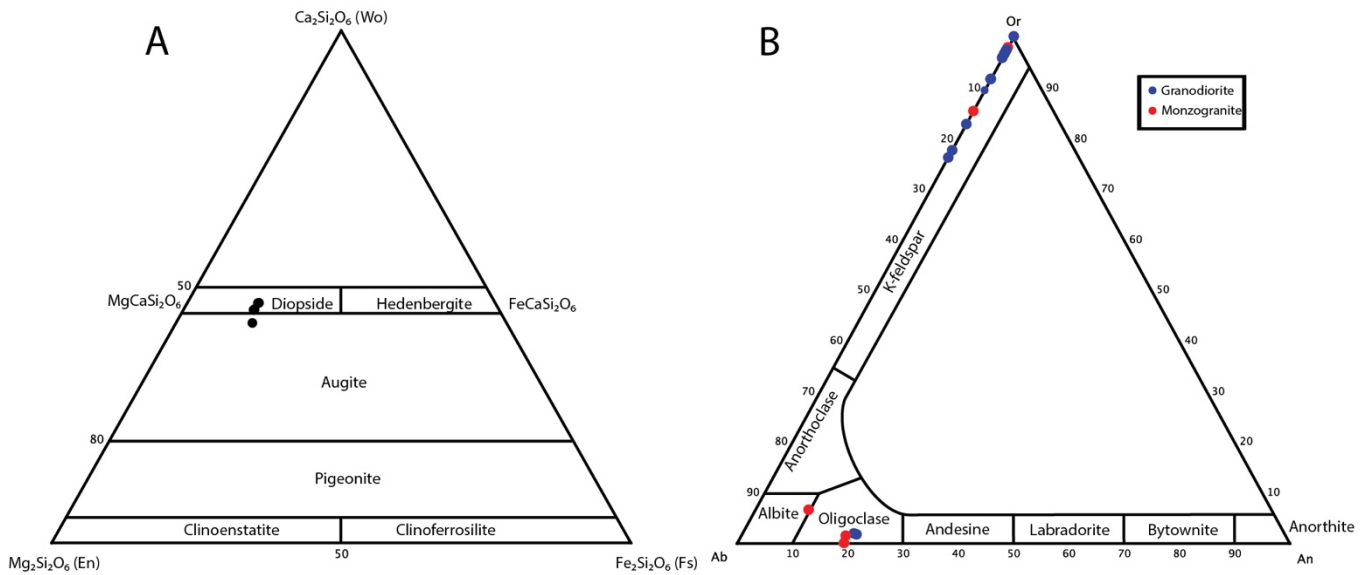 A
Ca₂Si₂O₆ (Wo)
50
MgCaSi₂O₆
Diopside
Hedenbergite
FeCaSi₂O₆
Augite
80
Pigeonite
Clinoenstatite
Clinoferrosilite
Mg₂Si₂O₆ (En)
50
Fe₂Si₂O₆ (Fs)
B
Or
Granodiorite
Monzogranite
10
90
20
80
30
70
40
60
K-feldspar
50
50
60
40
70
30
Anorthoclase
80
20
90
10
Albite
Oligoclase
Andesine
Labradorite
Bytownite
Anorthite
Ab
10
20
30
40
50
60
70
80
90
An